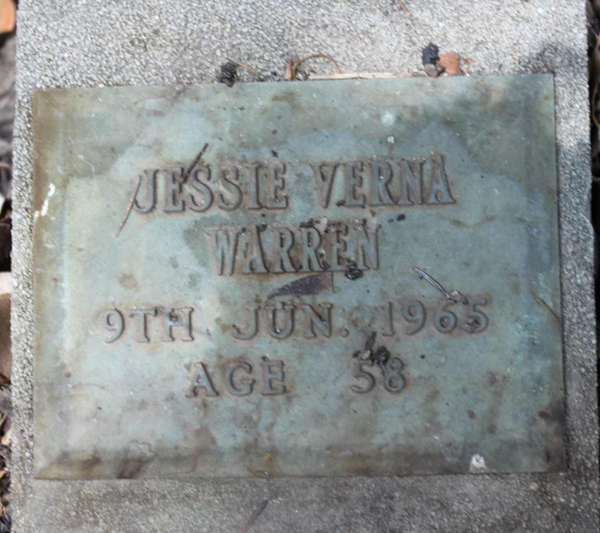 JESSIE VERNA
WARREN
9TH JUN. 1965
AGE 58